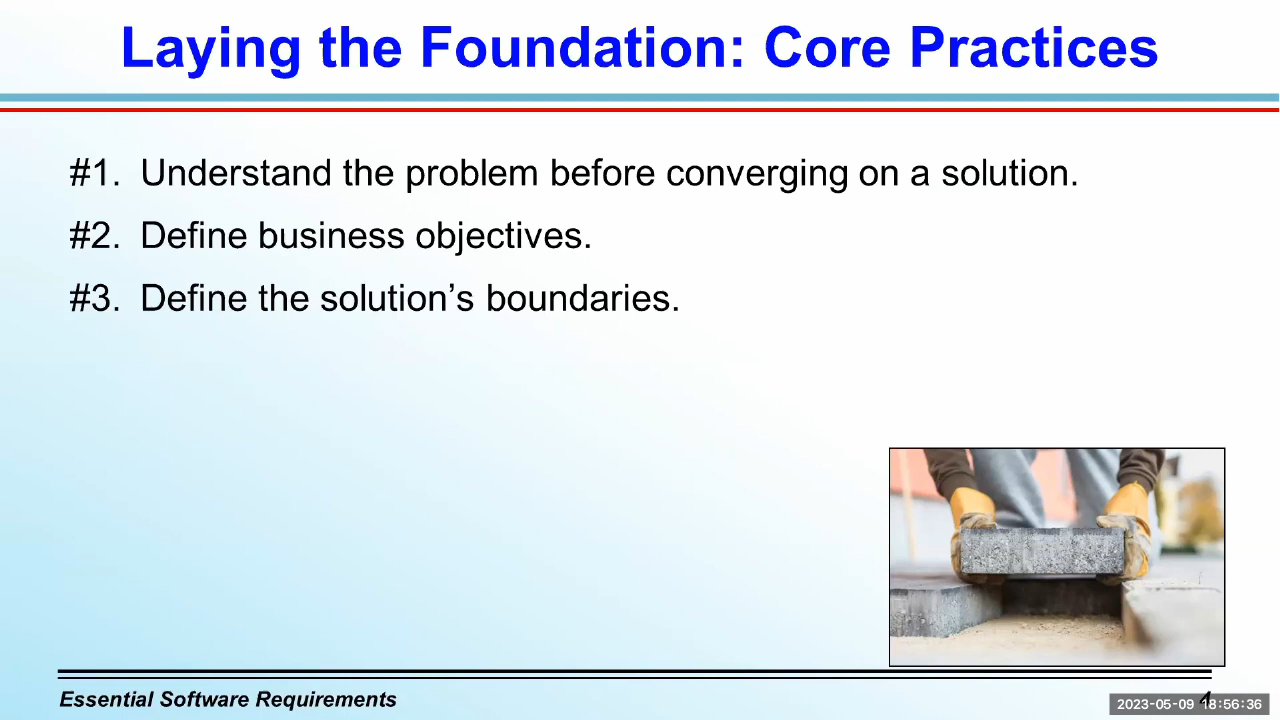 Laying the Foundation: Core Practices
#1. Understand the problem before converging on a solution.
#2. Define business objectives.
#3. Define the solution’s boundaries.
Essential Software Requirements
4
2023-05-09 18:56:36